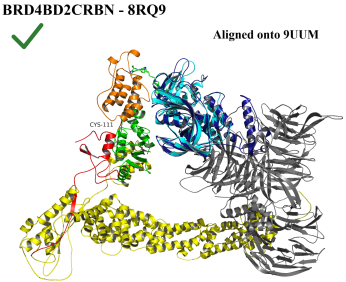 BRD4BD2CRBN - 8RQ9
Aligned onto 9UUM
CYS-111